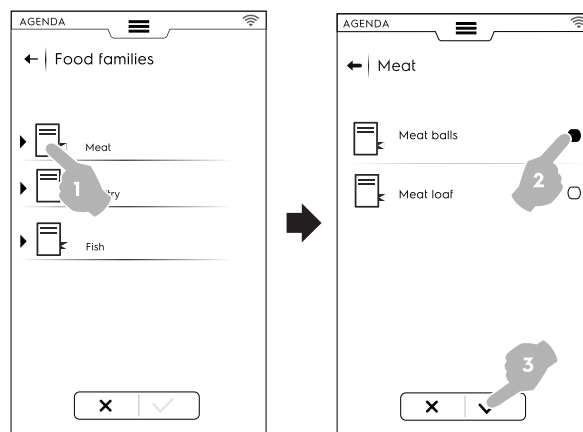 AGENDA
Food families
Meat
1
Fish
AGENDA
Meat
Meat balls
2
Meat loaf
3